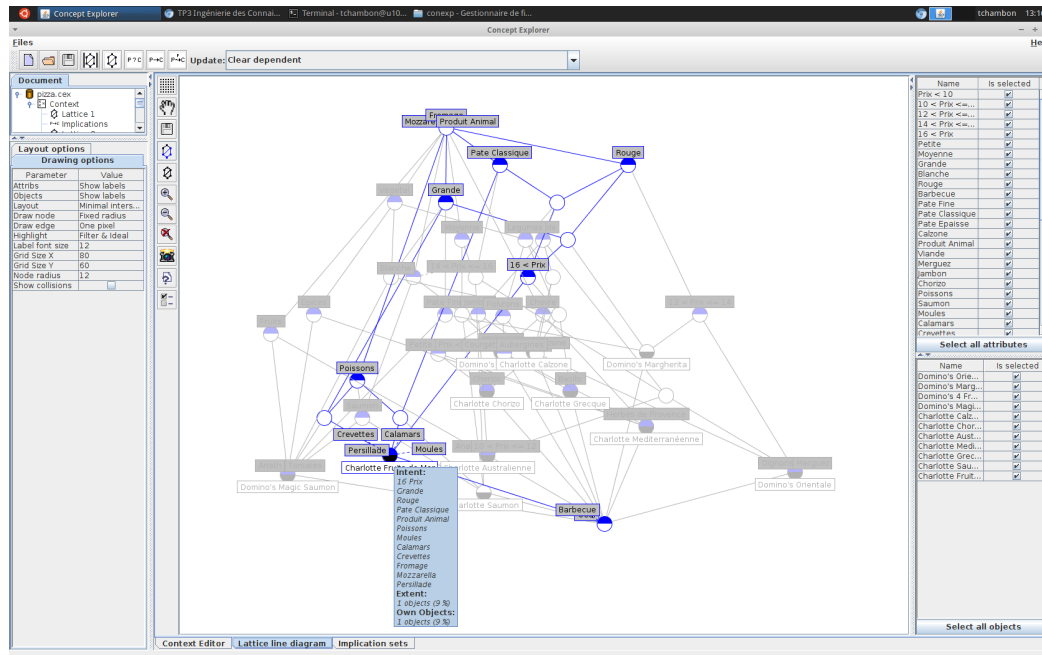 Concept Explorer
TP3 Ingénierie des Connai...
Terminal - tchambon@u10...
conexp - Gestionnaire de fi...
tchambon
Concept Explorer
Files
P ? C
P→C
P→C
Update:
Clear dependent
Document
pizza.cex
Context
Lattice 1
Implications
Layout options
Drawing options
Parameter Value
Attribs Show labels
Objects Show labels
Layout Minimal inters...
Draw node Fixed radius
Draw edge One pixel
Highlight Filter & Ideal
Label font size 12
Grid Size X 80
Grid Size Y 60
Node radius 12
Show collisions
Produit Animal
Pate Classique
Rouge
Grande
16 < Prix
12 < Prix <= 14
Domino's Margherita
Charlotte Calzone
Poissons
Charlotte Chorizo
Charlotte Grecque
Crevettes
Calamars
Charlotte Mediterranéenne
Persillade
Moules
Charlotte Fruits de Mer
Charlotte Australienne
Domino's Magic Saumon
Domino's Orientale
Barbecue
Intent:
16 Prix
Grande
Rouge
Pate Classique
Produit Animal
Poissons
Moules
Calamars
Crevettes
Fromage
Mozzarella
Persillade
Extent:
1 objects (9 %)
Own Objects:
1 objects (9 %)
Name Is selected
Prix < 10
10 < Prix <=...
12 < Prix <=...
14 < Prix <=...
16 < Prix
Petite
Moyenne
Grande
Blanche
Rouge
Barbecue
Pate Fine
Pate Classique
Pate Epaisse
Calzone
Produit Animal
Viande
Merguez
Jambon
Chorizo
Poissons
Saumon
Moules
Calamars
Crevettes
Select all attributes
Name Is selected
Domino's Orie...
Domino's Marg...
Domino's 4 Fr...
Domino's Magi...
Charlotte Calz...
Charlotte Chor...
Charlotte Aust...
Charlotte Medi...
Charlotte Grec...
Charlotte Sau...
Charlotte Fruit...
Select all objects
Context Editor
Lattice line diagram
Implication sets